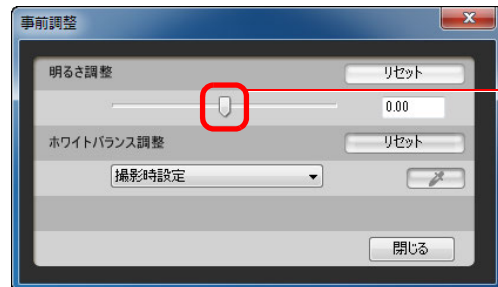 事前調整
明るさ調整 リセット
0.00
ホワイトバランス調整 リセット
撮影時設定
閉じる